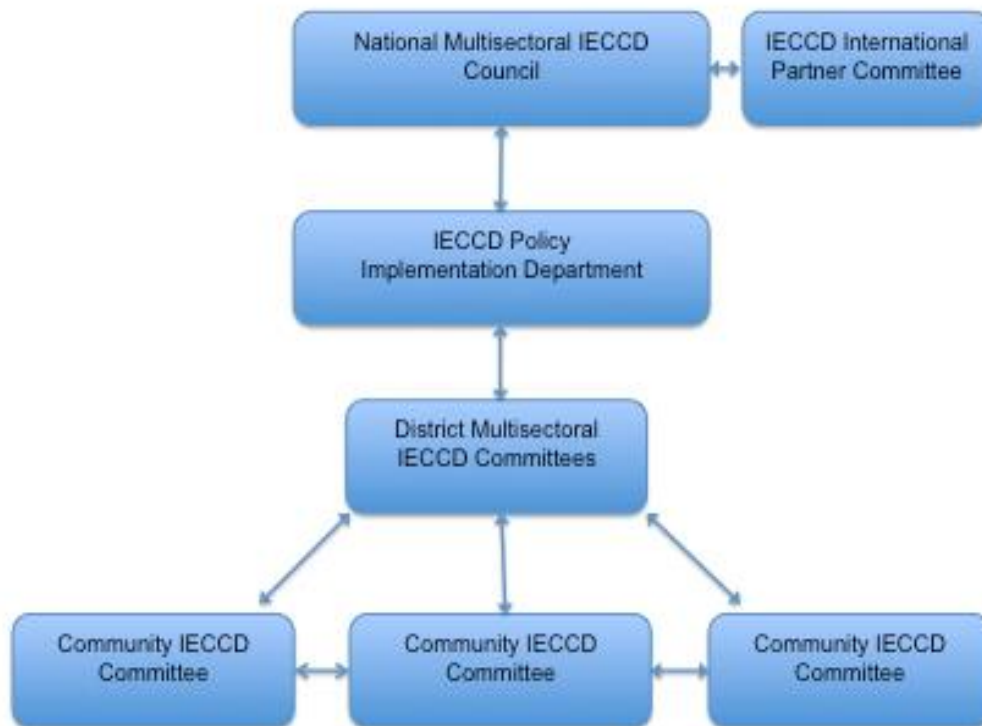 National Multisectoral IECCD
Council
IECCD International
Partner Committee
IECCD Policy
Implementation Department
District Multisectoral
IECCD Committees
Community IECCD
Committee
Community IECCD
Committee
Community IECCD
Committee